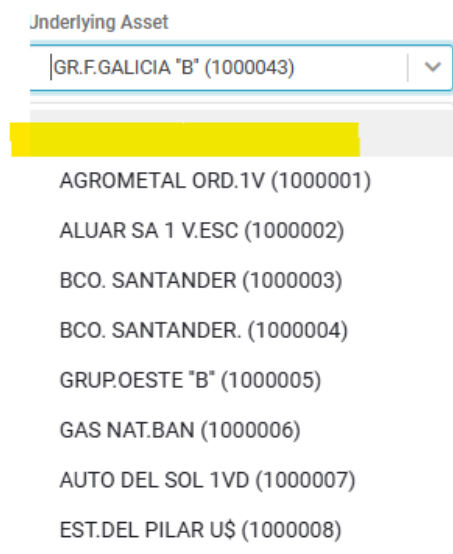 Underlying Asset
GR.F.GALICIA "B" (1000043)
AGROMETAL ORD.1V (1000001)
ALUAR SA 1 V.ESC (1000002)
BCO. SANTANDER (1000003)
BCO. SANTANDER. (1000004)
GRUP.OESTE "B" (1000005)
GAS NAT.BAN (1000006)
AUTO DEL SOL 1VD (1000007)
EST.DEL PILAR U$ (1000008)